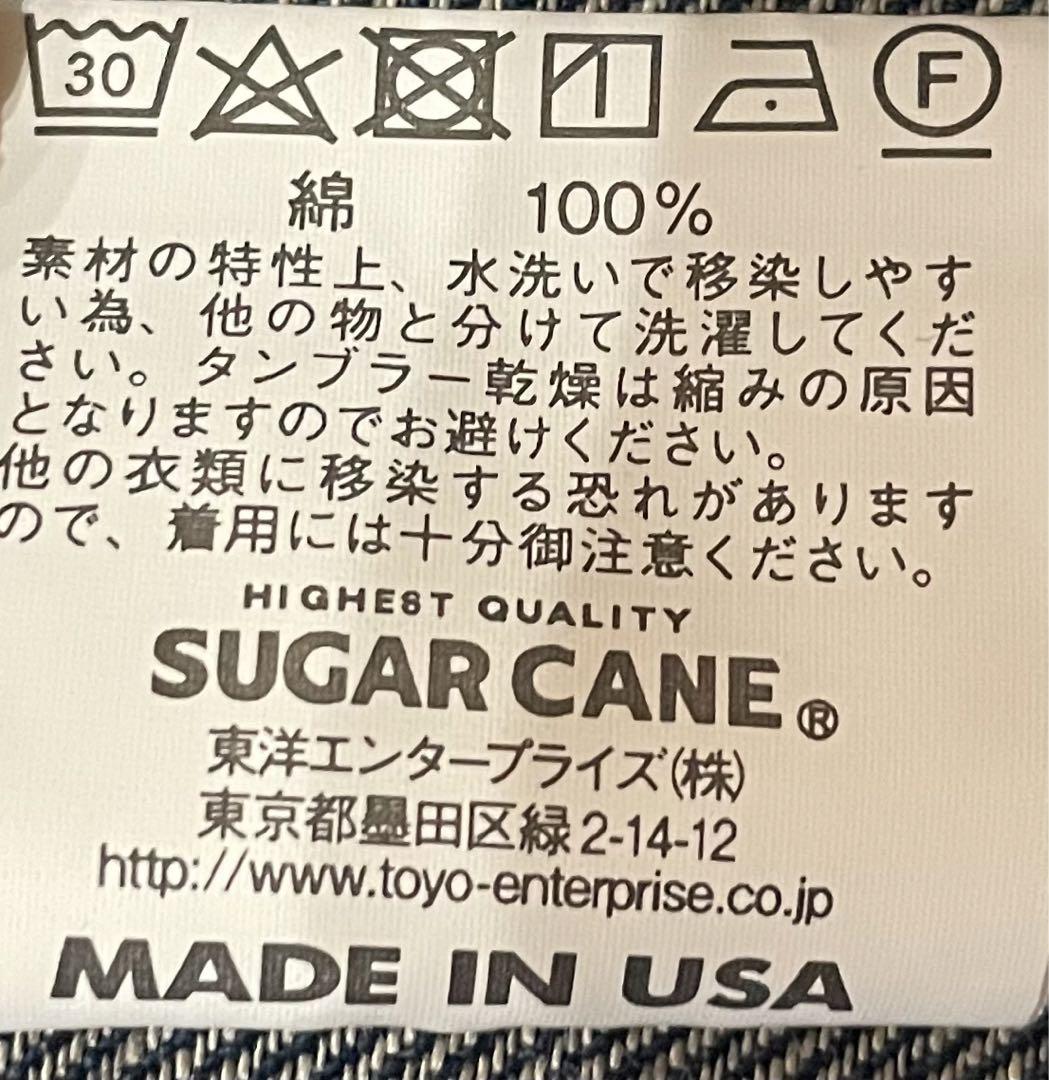 30
F
綿 100%
素材の特性上、水洗いで移染しやす
い為、他の物と分けて洗濯してくだ
さい。タンブラー乾燥は縮みの原因
となりますのでお避けください。
他の衣類に移染する恐れがあります
ので、着用には十分御注意ください。
HIGHEST QUALITY
SUGAR CANE®
東洋エンタープライズ(株)
東京都墨田区緑2-14-12
http://www.toyo-enterprise.co.jp
MADE IN USA